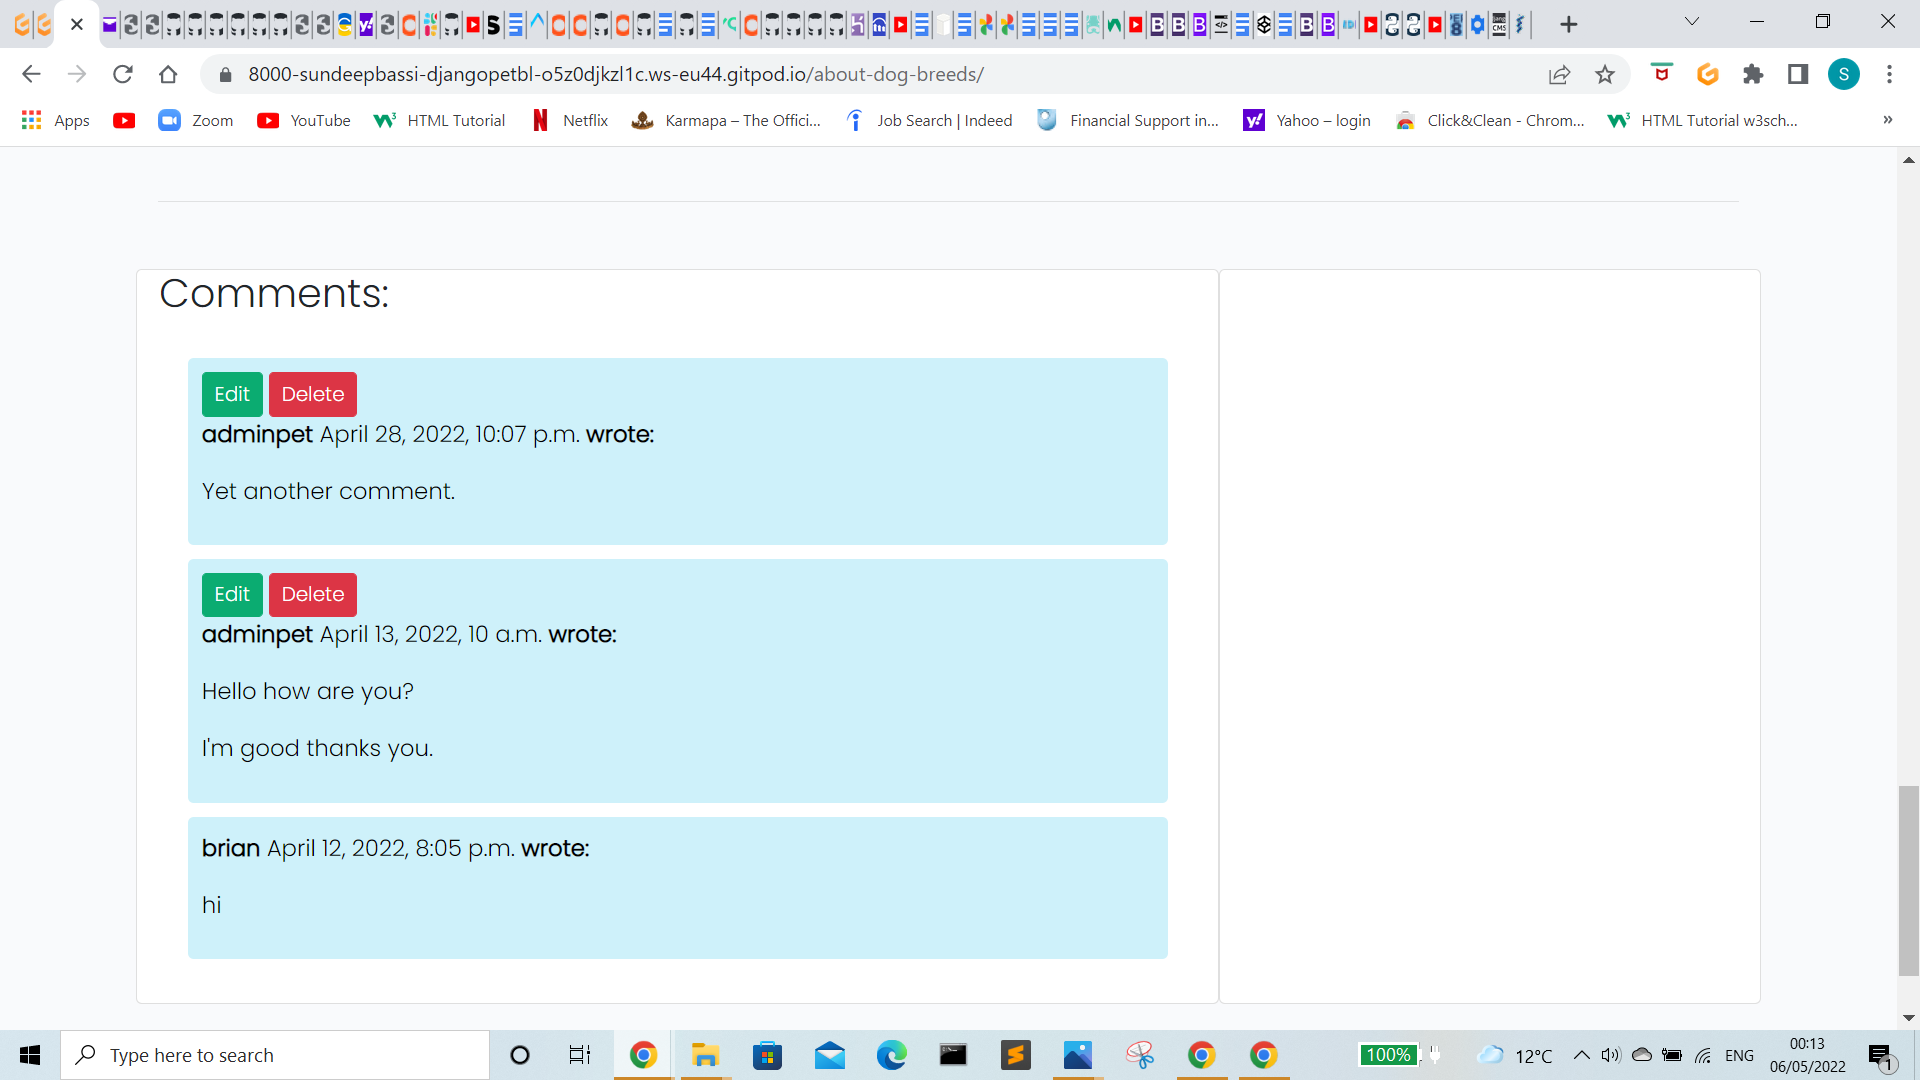 8000-sundeepbassi-djangopetbl-o5z0djkzl1c.ws-eu44.gitpod.io/about-dog-breeds/
S
Apps Zoom YouTube HTML Tutorial Netflix Karmapa – The Offici... Job Search | Indeed Financial Support in... Yahoo – login Click&Clean - Chrom... HTML Tutorial w3sch... »
Comments:
Edit Delete
adminpet April 28, 2022, 10:07 p.m. wrote:
Yet another comment.
Edit Delete
adminpet April 13, 2022, 10 a.m. wrote:
Hello how are you?
I'm good thanks you.
brian April 12, 2022, 8:05 p.m. wrote:
hi
Type here to search
100%
12°C
ENG
00:13
06/05/2022
1